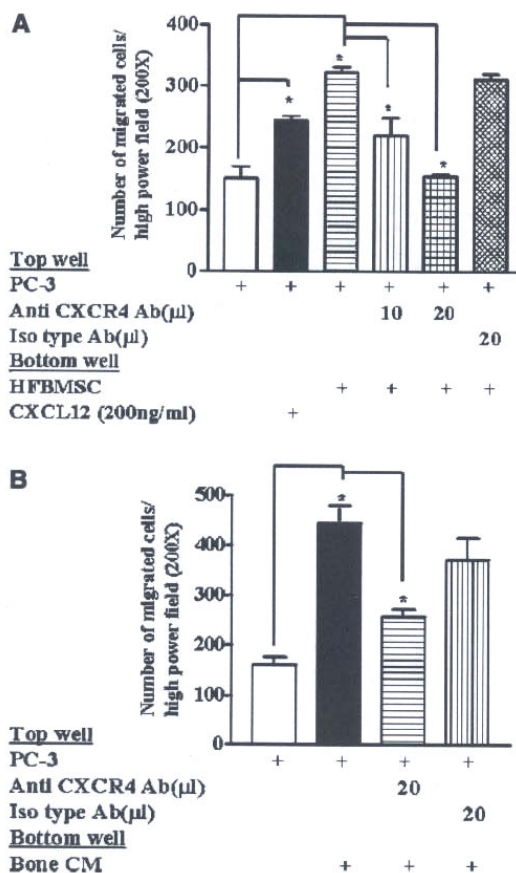 A
Number of migrated cells/
high power field (200X)
400
300
200
100
0
* * * *
Top well
PC-3 + + + + + +
Anti CXCR4 Ab(µl) 10 20
Iso type Ab(µl) 20
Bottom well
HFBMSC + + + +
CXCL12 (200ng/ml) +
B
Number of migrated cells/
high power field (200X)
500
400
300
200
100
0
* *
Top well
PC-3 + + + +
Anti CXCR4 Ab(µl) 20
Iso type Ab(µl) 20
Bottom well
Bone CM + + +